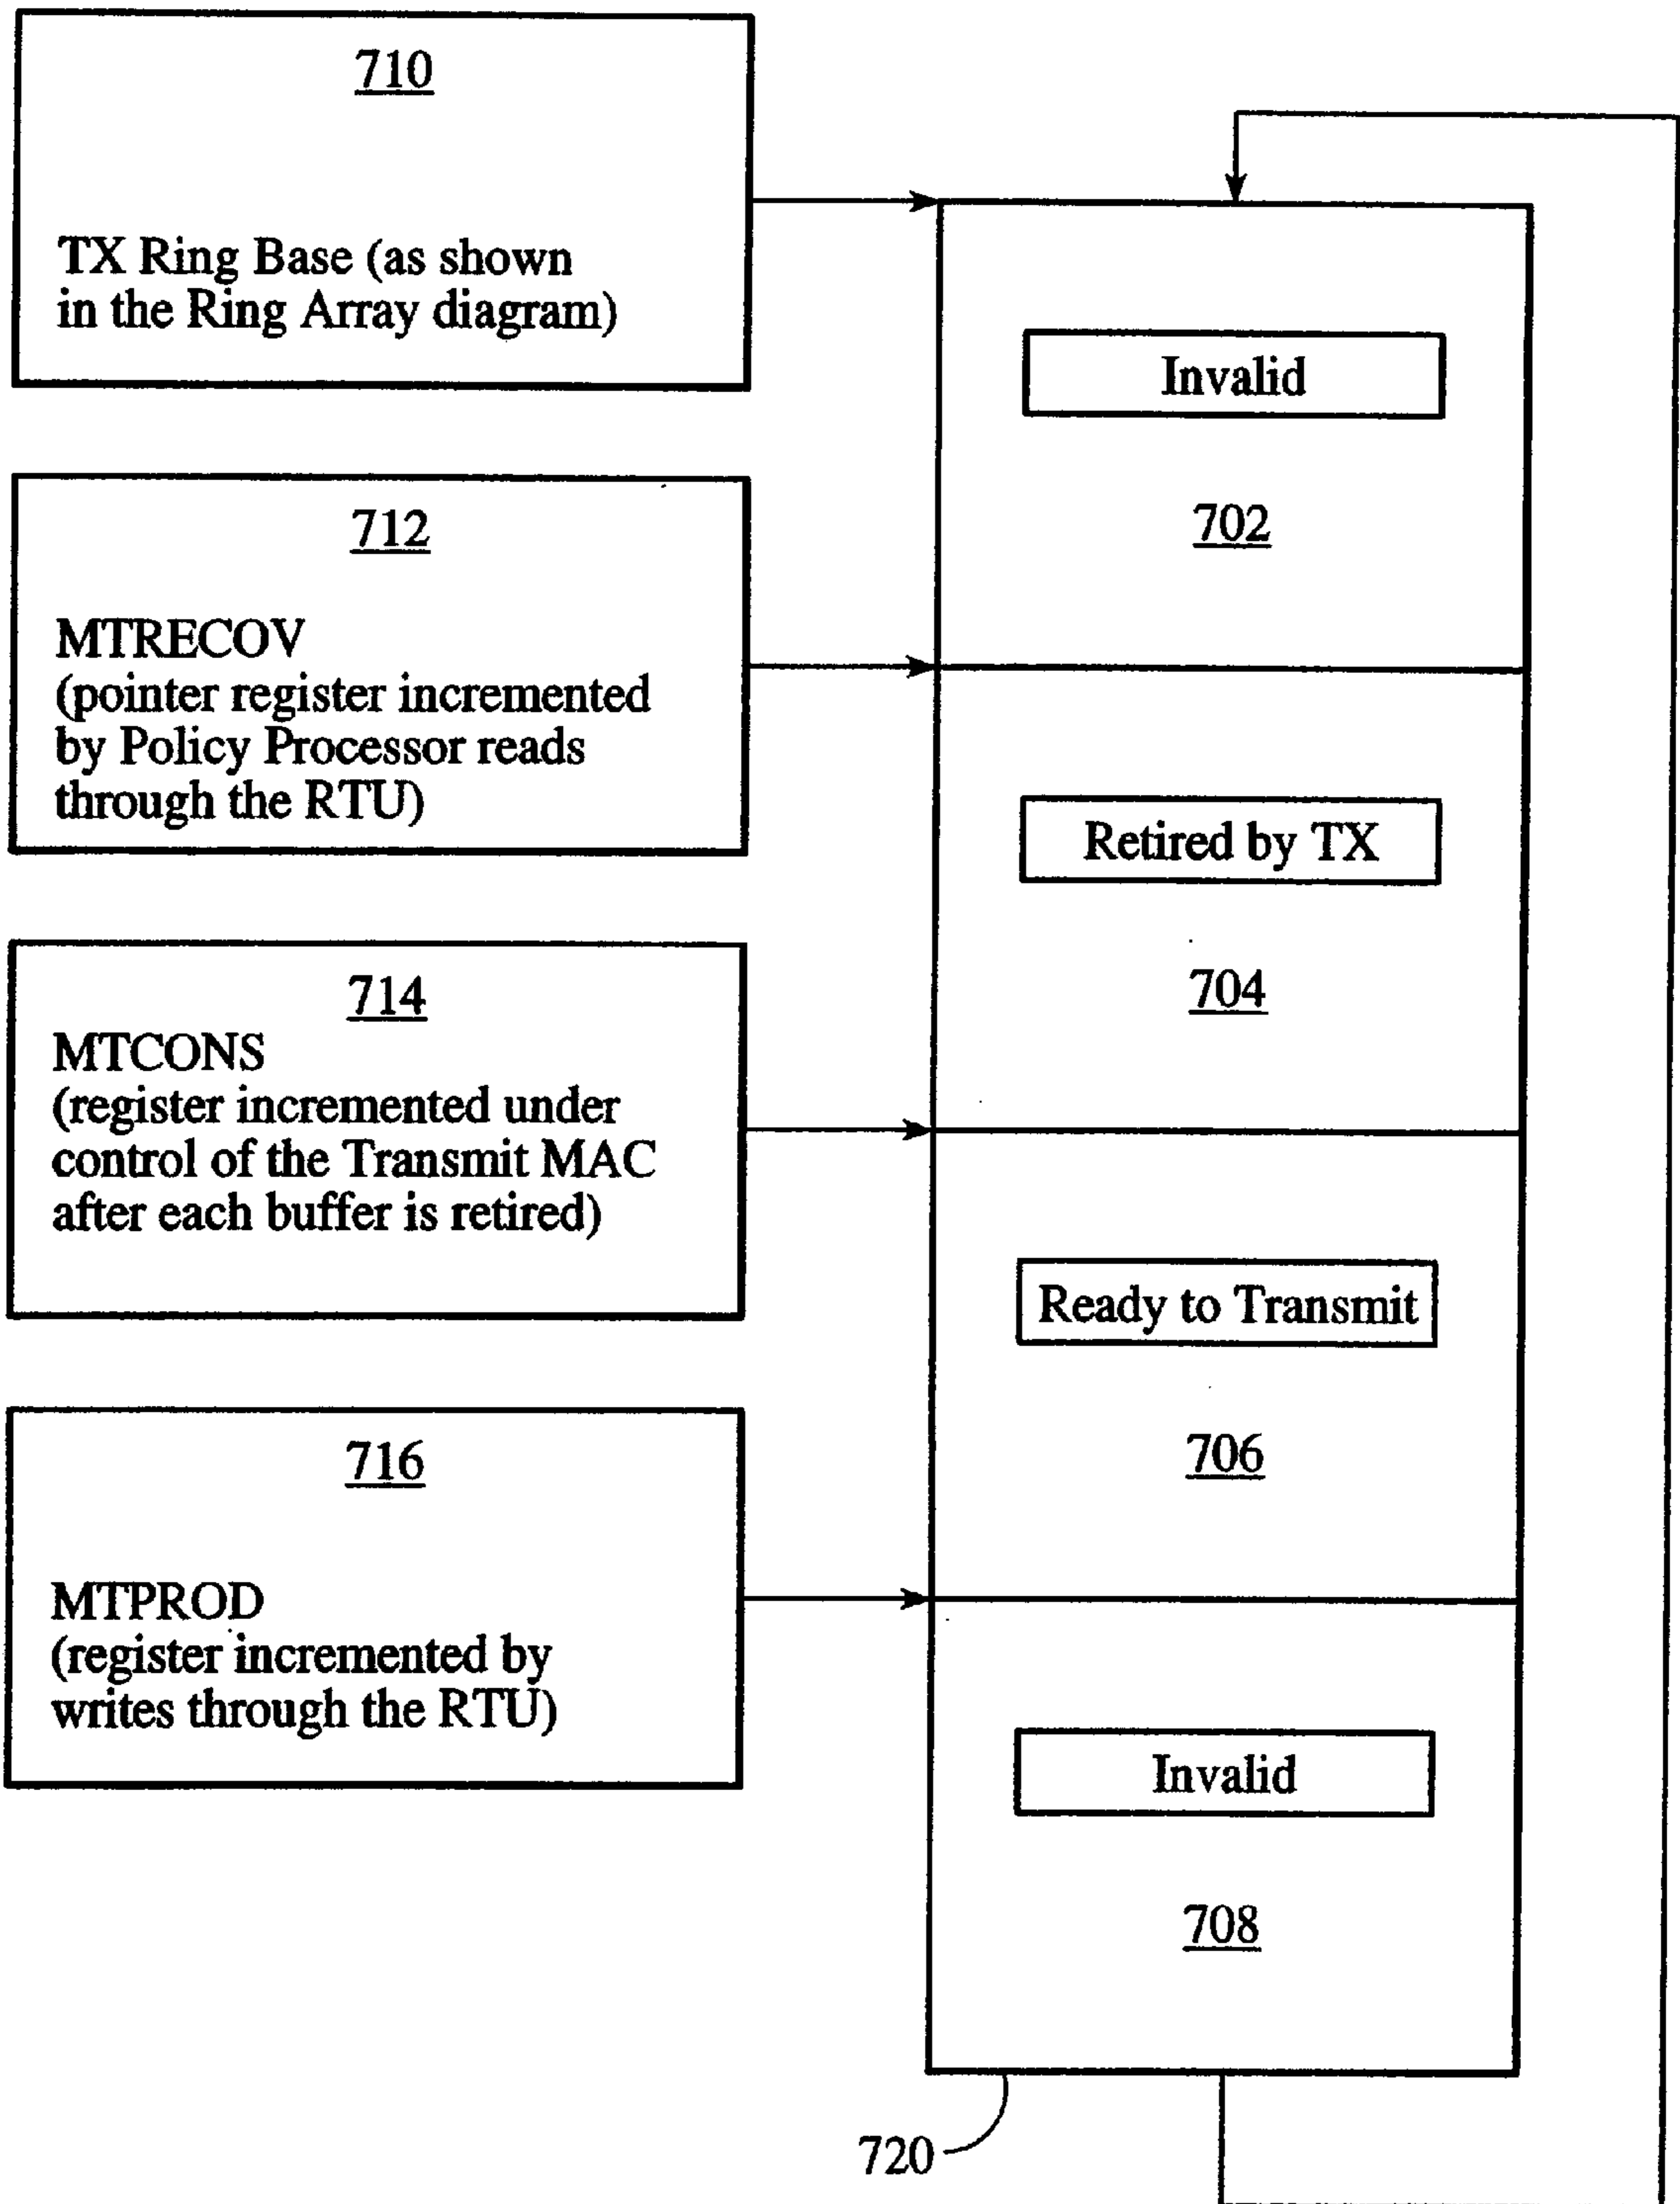 710
TX Ring Base (as shown
in the Ring Array diagram)
Invalid
702
712
MTRECOV
(pointer register incremented
by Policy Processor reads
through the RTU)
Retired by TX
704
714
MTCONS
(register incremented under
control of the Transmit MAC
after each buffer is retired)
Ready to Transmit
706
716
MTPROD
(register incremented by
writes through the RTU)
Invalid
708
720